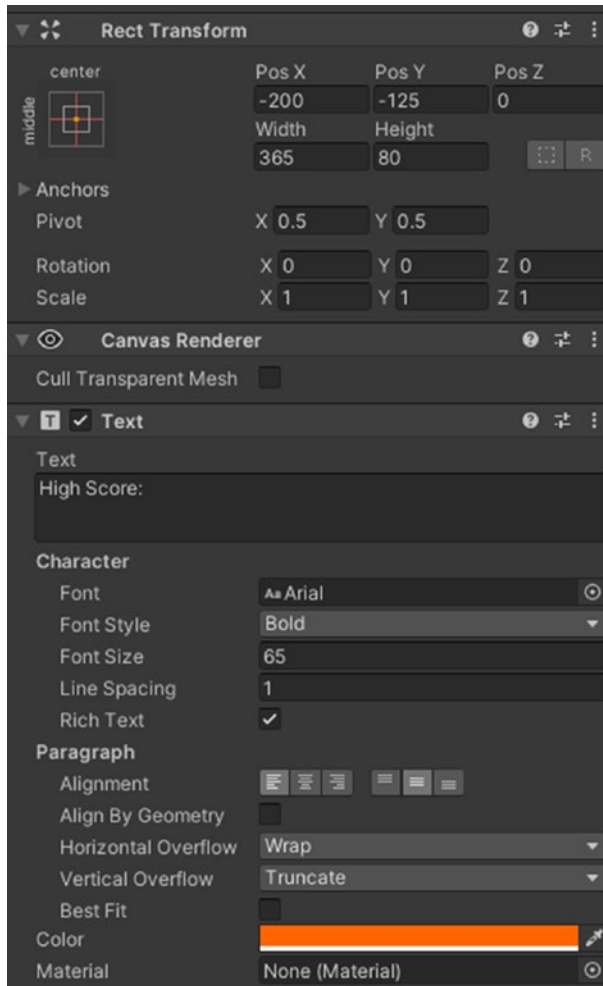 Rect Transform
center
middle
Pos X Pos Y Pos Z
-200 -125 0
Width Height
365 80
R
Anchors
Pivot X 0.5 Y 0.5
Rotation X 0 Y 0 Z 0
Scale X 1 Y 1 Z 1
Canvas Renderer
Cull Transparent Mesh
T Text
Text
High Score:
Character
Font Aa Arial
Font Style Bold
Font Size 65
Line Spacing 1
Rich Text
Paragraph
Alignment
Align By Geometry
Horizontal Overflow Wrap
Vertical Overflow Truncate
Best Fit
Color
Material None (Material)